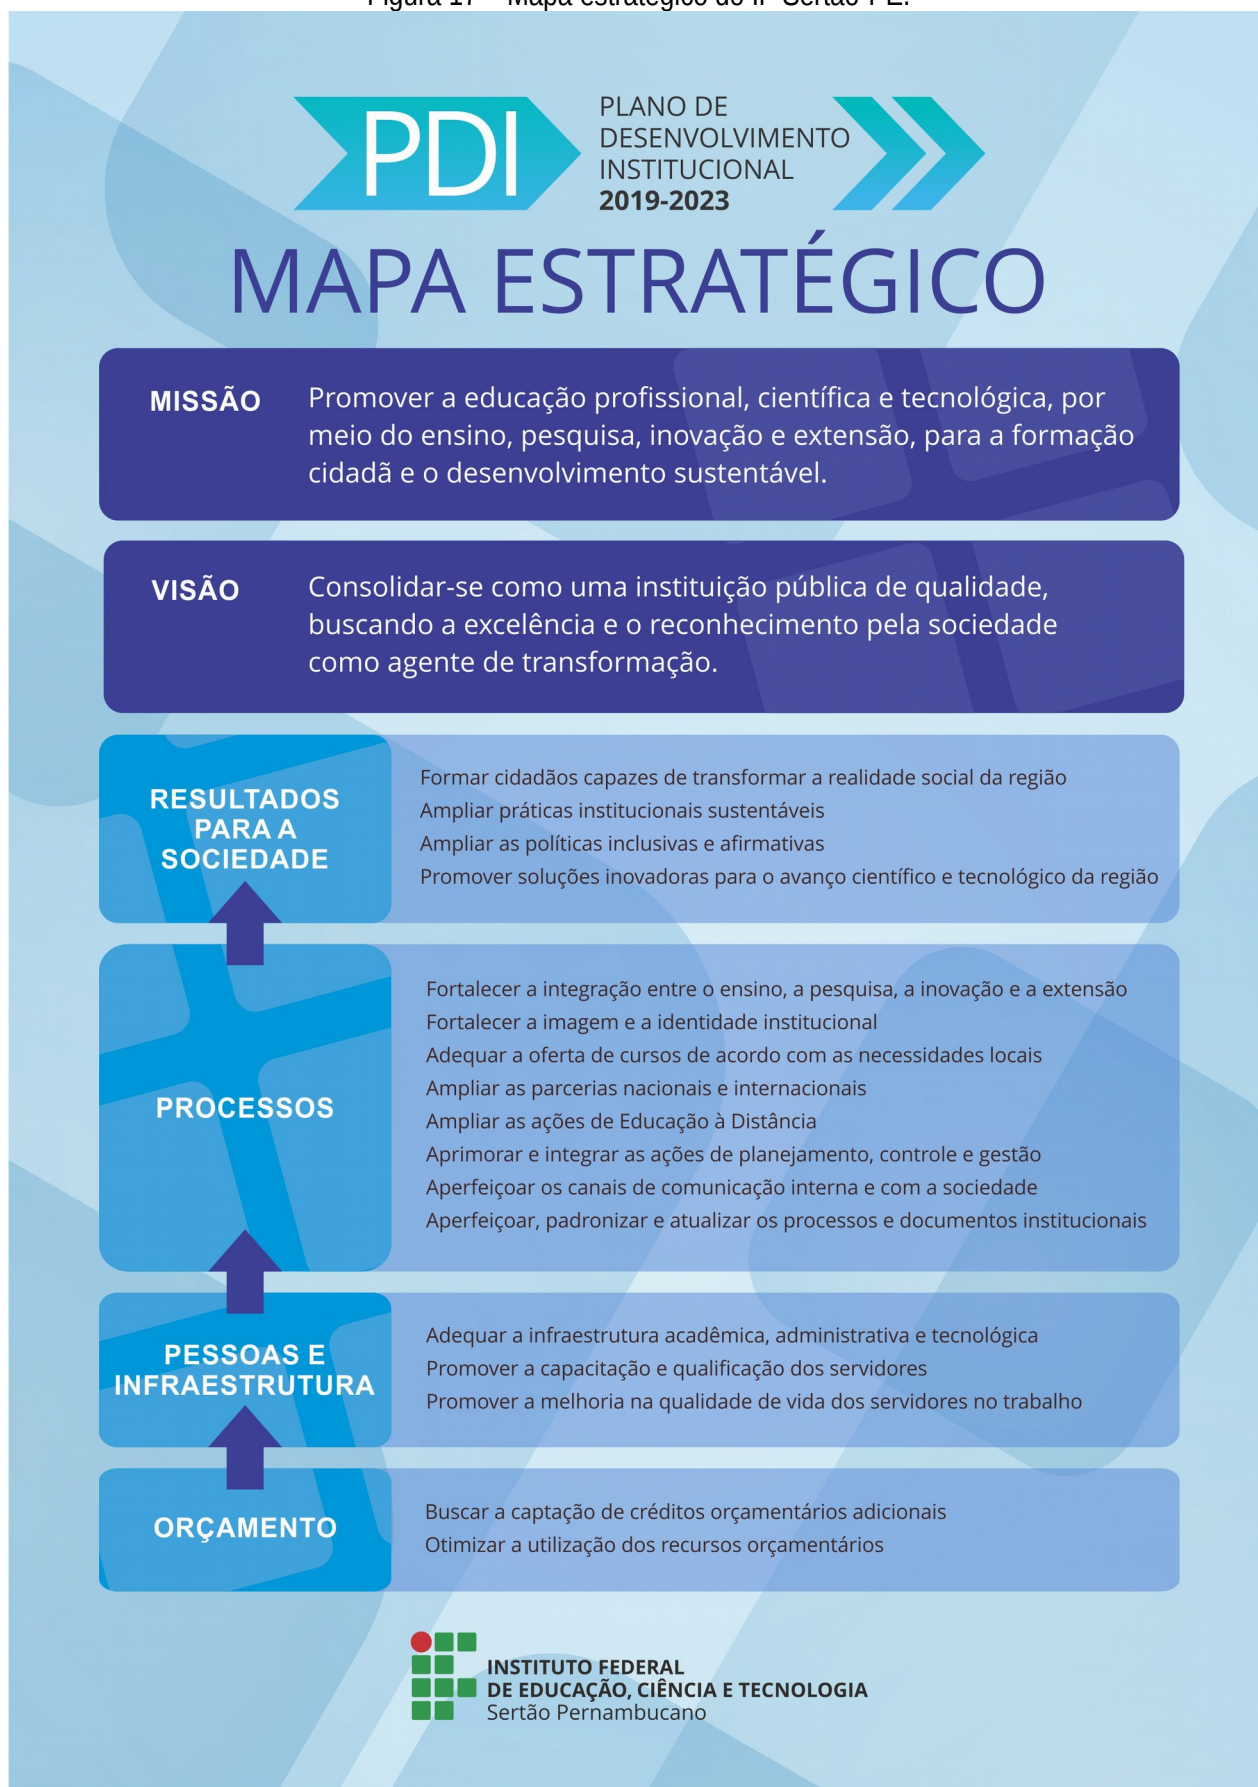 Figura 17 – Mapa estratégico do IF Sertão-PE.
PDI
PLANO DE
DESENVOLVIMENTO
INSTITUCIONAL
2019-2023
MAPA ESTRATÉGICO
MISSÃO
Promover a educação profissional, científica e tecnológica, por
meio do ensino, pesquisa, inovação e extensão, para a formação
cidadã e o desenvolvimento sustentável.
VISÃO
Consolidar-se como uma instituição pública de qualidade,
buscando a excelência e o reconhecimento pela sociedade
como agente de transformação.
RESULTADOS
PARA A
SOCIEDADE
Formar cidadãos capazes de transformar a realidade social da região
Ampliar práticas institucionais sustentáveis
Ampliar as políticas inclusivas e afirmativas
Promover soluções inovadoras para o avanço científico e tecnológico da região
PROCESSOS
Fortalecer a integração entre o ensino, a pesquisa, a inovação e a extensão
Fortalecer a imagem e a identidade institucional
Adequar a oferta de cursos de acordo com as necessidades locais
Ampliar as parcerias nacionais e internacionais
Ampliar as ações de Educação à Distância
Aprimorar e integrar as ações de planejamento, controle e gestão
Aperfeiçoar os canais de comunicação interna e com a sociedade
Aperfeiçoar, padronizar e atualizar os processos e documentos institucionais
PESSOAS E
INFRAESTRUTURA
Adequar a infraestrutura acadêmica, administrativa e tecnológica
Promover a capacitação e qualificação dos servidores
Promover a melhoria na qualidade de vida dos servidores no trabalho
ORÇAMENTO
Buscar a captação de créditos orçamentários adicionais
Otimizar a utilização dos recursos orçamentários
INSTITUTO FEDERAL
DE EDUCAÇÃO, CIÊNCIA E TECNOLOGIA
Sertão Pernambucano